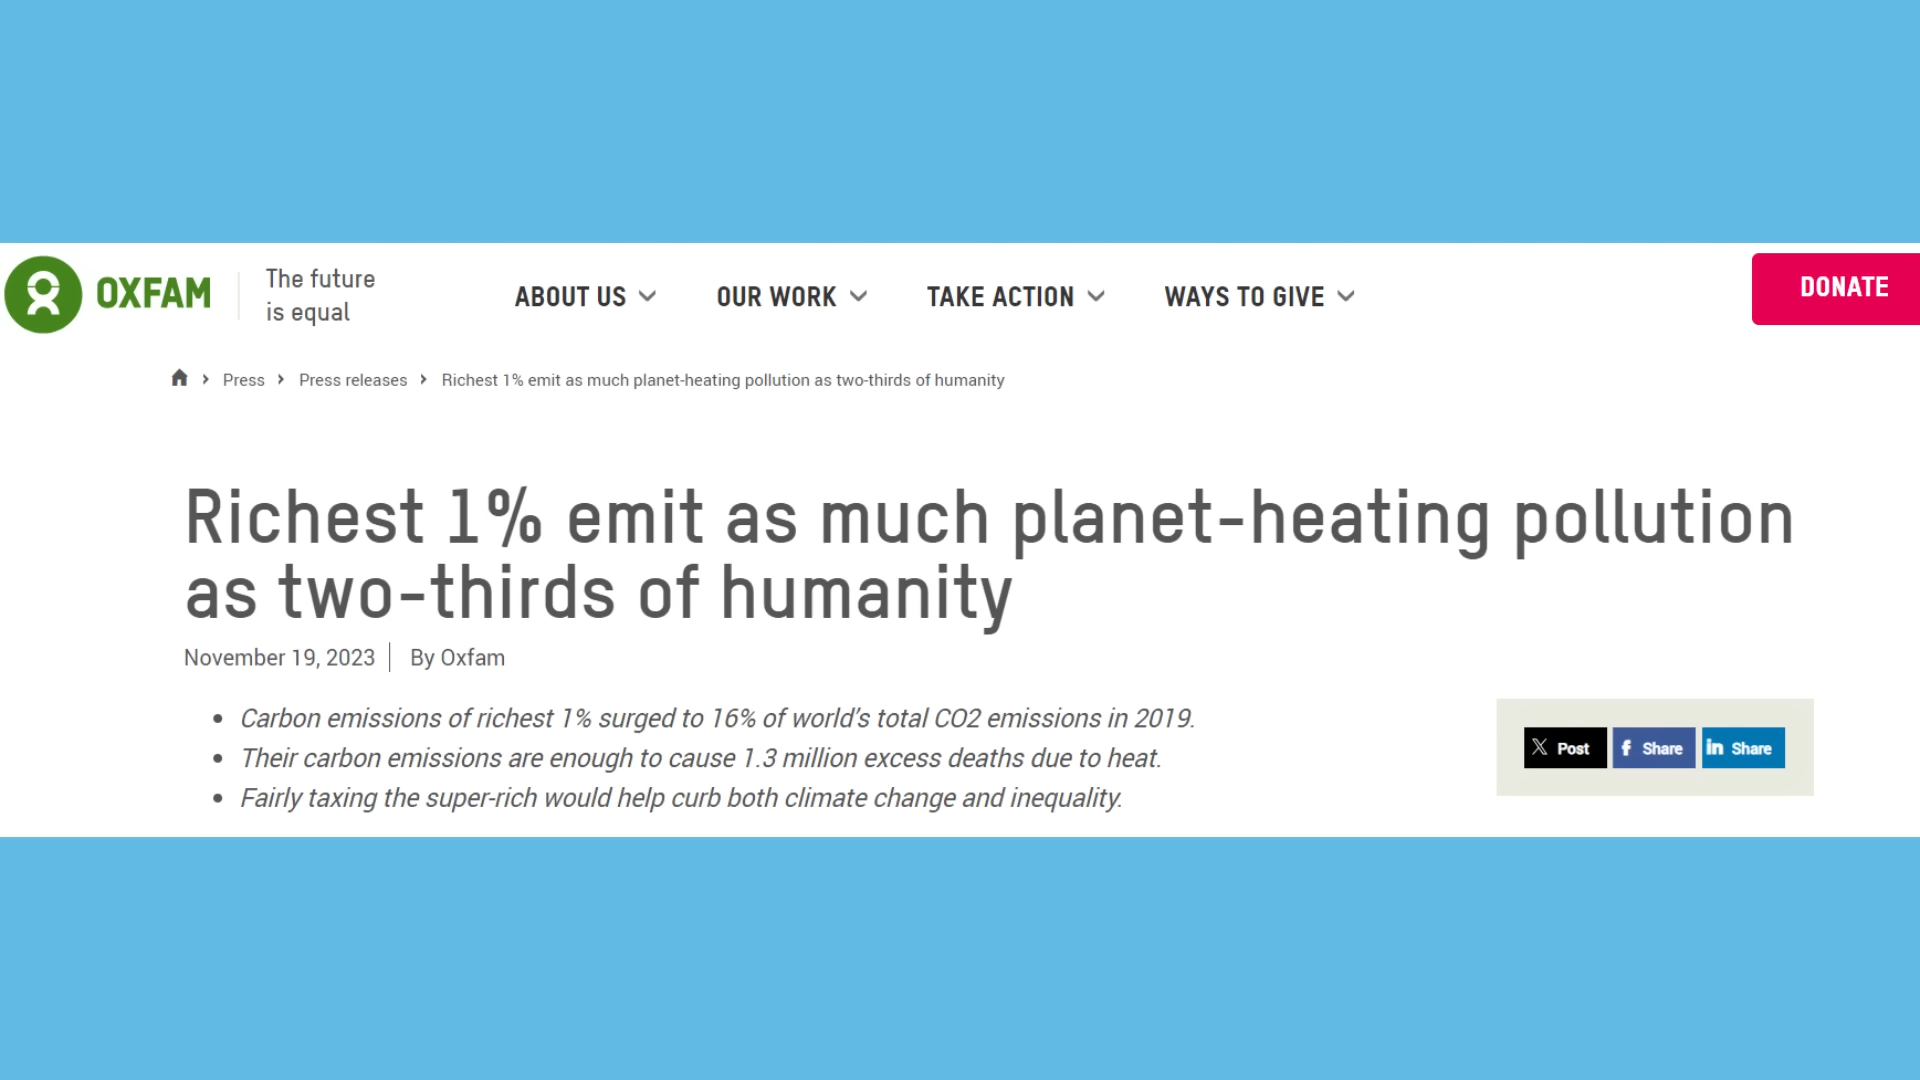 OXFAM
The future
is equal
ABOUT US
OUR WORK
TAKE ACTION
WAYS TO GIVE
DONATE
Press
Press releases
Richest 1% emit as much planet-heating pollution as two-thirds of humanity
Richest 1% emit as much planet-heating pollution
as two-thirds of humanity
November 19, 2023
By Oxfam
Carbon emissions of richest 1% surged to 16% of world's total CO2 emissions in 2019.
Their carbon emissions are enough to cause 1.3 million excess deaths due to heat.
Fairly taxing the super-rich would help curb both climate change and inequality.
Post
Share
Share